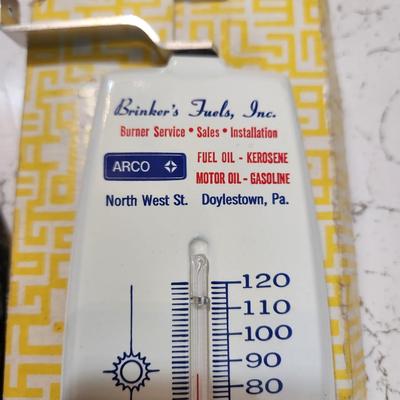 Brinker's Fuels, Inc.
Burner Service • Sales • Installation
ARCO
FUEL OIL - KEROSENE
MOTOR OIL - GASOLINE
North West St. Doylestown, Pa.
120
110
100
90
80